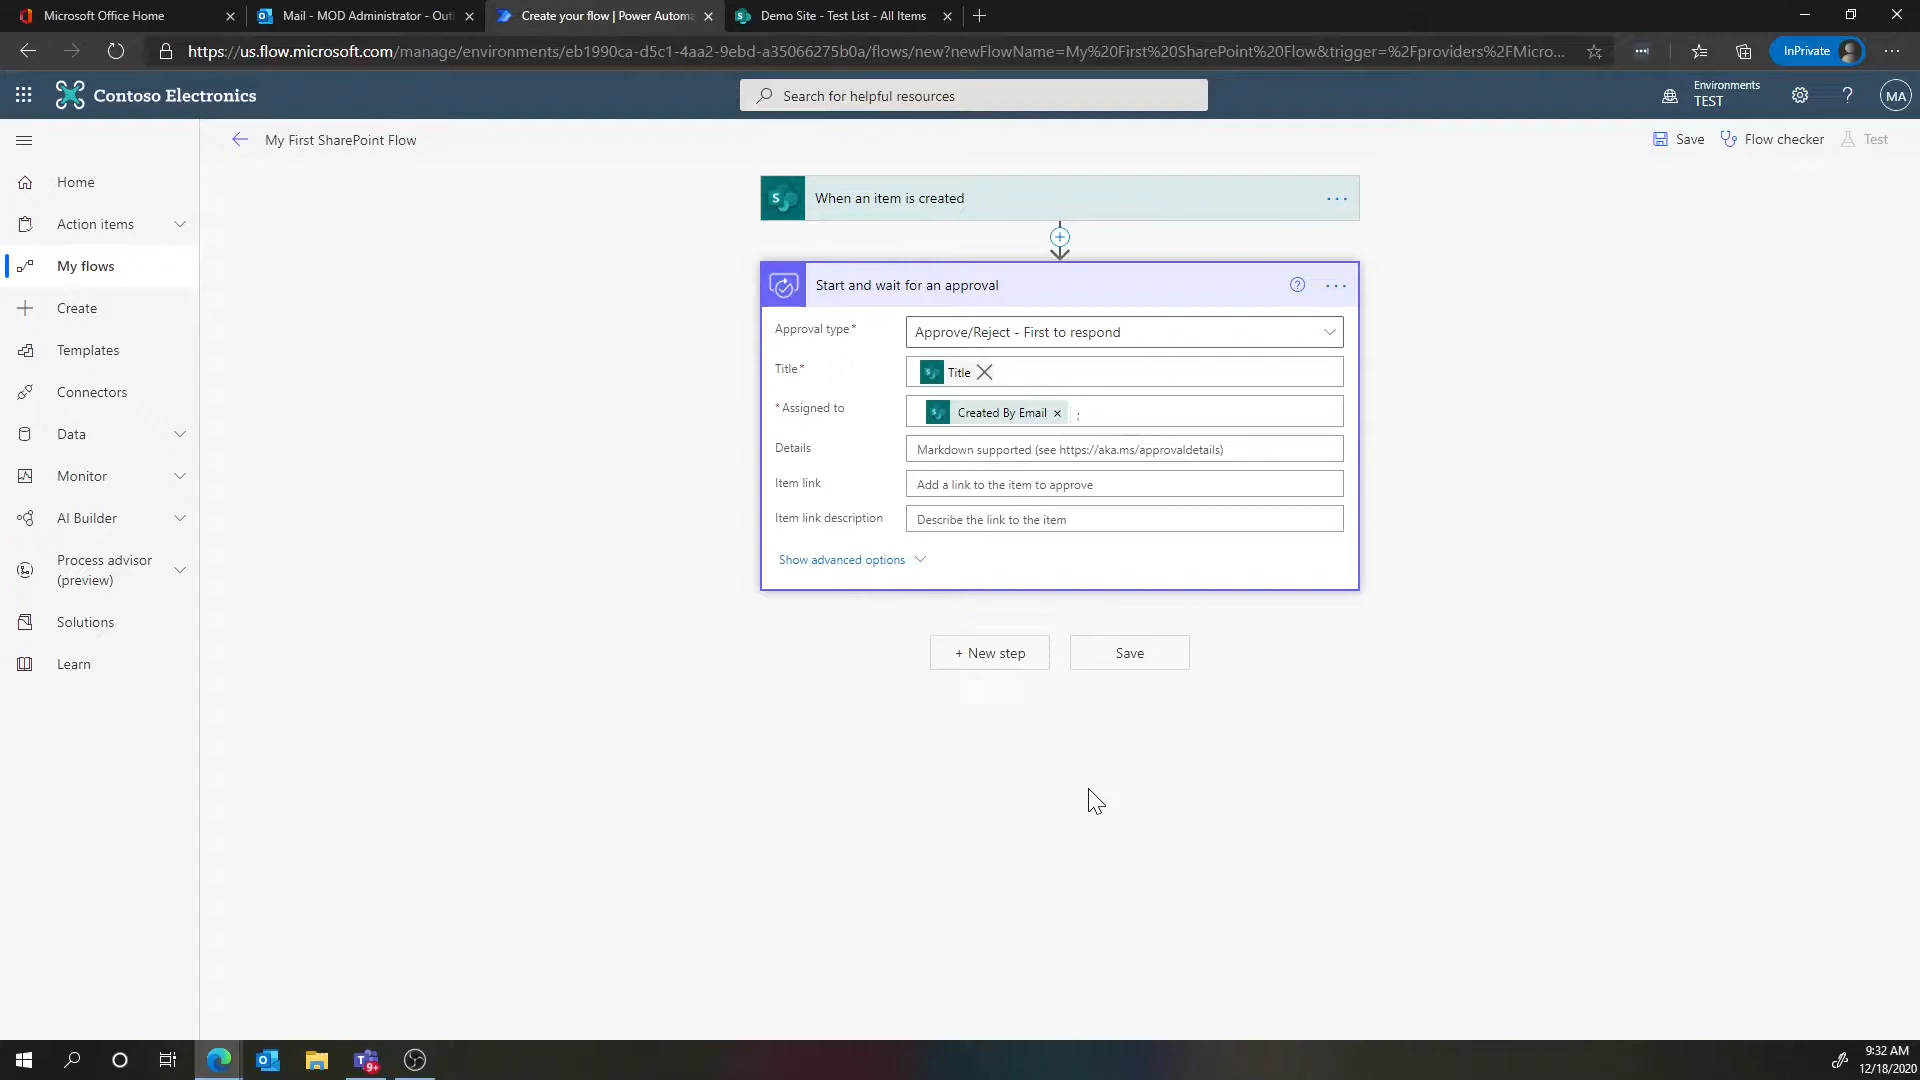 Microsoft Office Home
Mail - MOD Administrator - Outl
Create your flow | Power Automa
Demo Site - Test List - All Items
https://us.flow.microsoft.com/manage/environments/eb1990ca-d5c1-4aa2-9ebd-a35066275b0a/flows/new?newFlowName=My%20First%20SharePoint%20Flow&trigger=%2Fproviders%2FMicro...
InPrivate
Contoso Electronics
Search for helpful resources
Environments
TEST
MA
My First SharePoint Flow
Save
Flow checker
Test
Home
Action items
My flows
Create
Templates
Connectors
Data
Monitor
AI Builder
Process advisor
(preview)
Solutions
Learn
When an item is created
Start and wait for an approval
Approval type*
Approve/Reject - First to respond
Title*
Title
*Assigned to
Created By Email ;
Details
Markdown supported (see https://aka.ms/approvaldetails)
Item link
Add a link to the item to approve
Item link description
Describe the link to the item
Show advanced options
+ New step
Save
9+
9:32 AM
12/18/2020